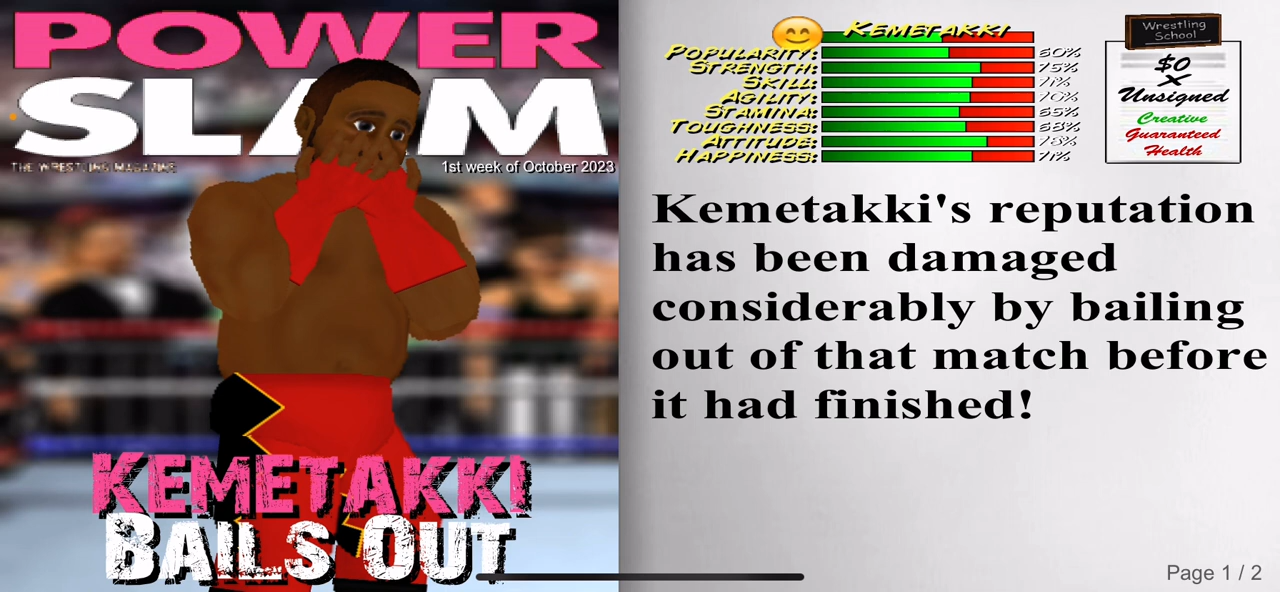 POWER
SLAM
THE WRESTLING MAGAZINE
1st week of October 2023
KEMETAKKI
BAILS OUT
KEMETAKKI
POPULARITY: 60%
STRENGTH: 75%
SKILL: 71%
AGILITY: 70%
STAMINA: 65%
TOUGHNESS: 68%
ATTITUDE: 78%
HAPPINESS: 71%
Wrestling
School
$0
X
Unsigned
Creative
Guaranteed
Health
Kemetakki's reputation
has been damaged
considerably by bailing
out of that match before
it had finished!
Page 1 / 2